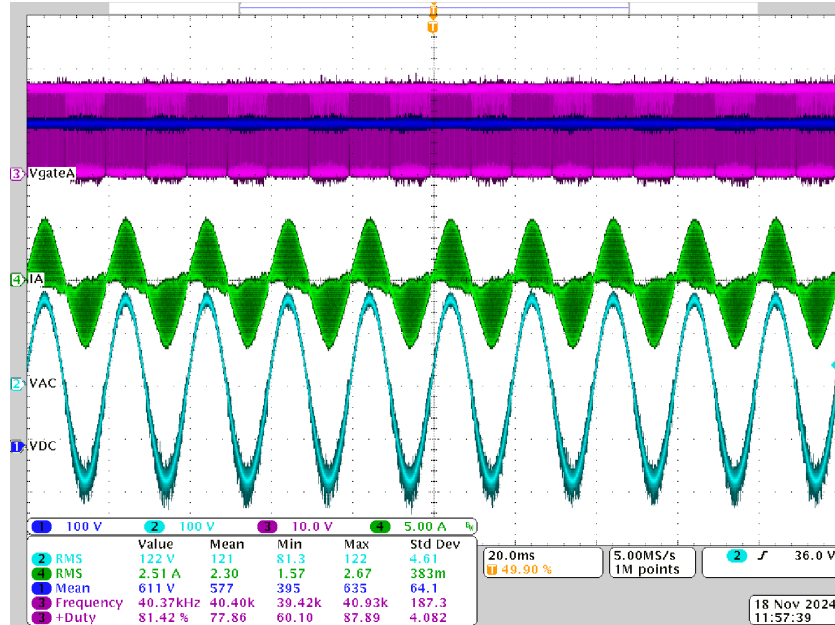 T
T
3 VgateA
4 IA
2 VAC
1 VDC
1 100 V 2 100 V 3 10.0 V 4 5.00 A
Value Mean Min Max Std Dev
2 RMS 122 V 121 81.3 122 4.61
4 RMS 2.51 A 2.30 1.57 2.67 383m
1 Mean 611 V 577 395 635 64.1
3 Frequency 40.37kHz 40.40k 39.42k 40.93k 187.3
3 +Duty 81.42 % 77.86 60.10 87.89 4.082
20.0ms
T 49.90 %
5.00MS/s
1M points
2 36.0 V
18 Nov 2024
11:57:39